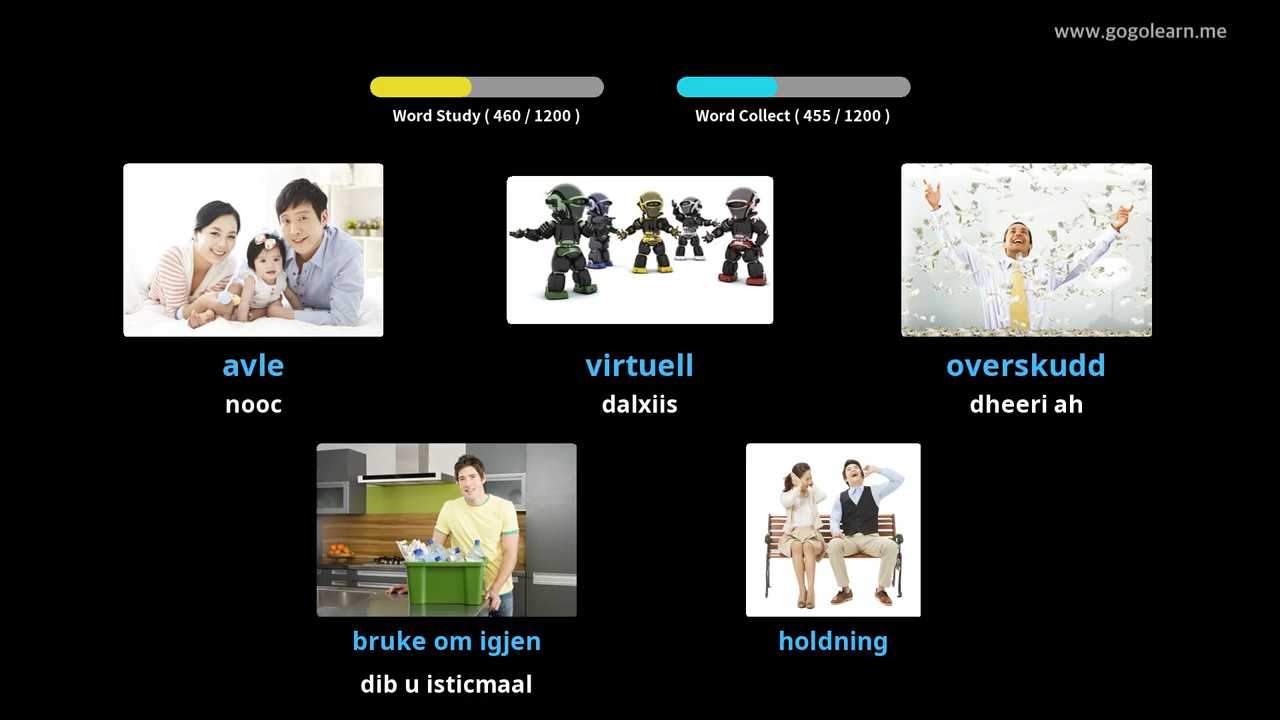 www.gogolearn.me
Word Study ( 460 / 1200 )
Word Collect ( 455 / 1200 )
avle
nooc
virtuell
dalxiis
overskudd
dheeri ah
bruke om igjen
dib u isticmaal
holdning